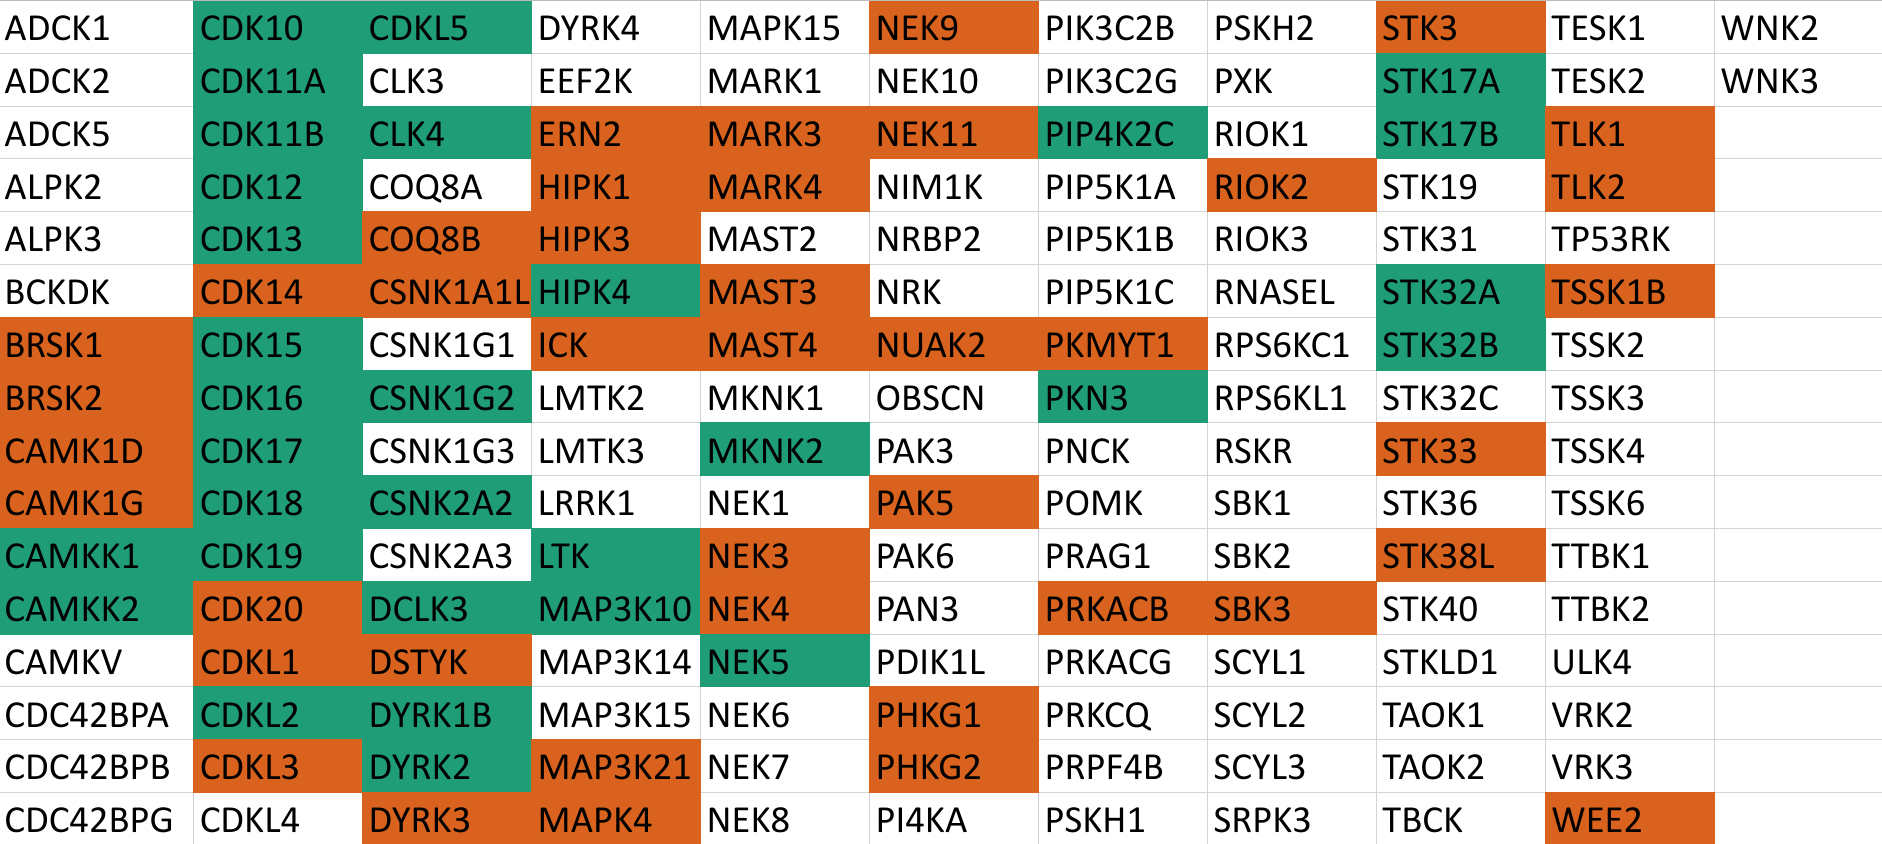 ADCK1 CDK10 CDKL5 DYRK4 MAPK15 NEK9 PIK3C2B PSKH2 STK3 TESK1 WNK2
ADCK2 CDK11A CLK3 EEF2K MARK1 NEK10 PIK3C2G PXK STK17A TESK2 WNK3
ADCK5 CDK11B CLK4 ERN2 MARK3 NEK11 PIP4K2C RIOK1 STK17B TLK1
ALPK2 CDK12 COQ8A HIPK1 MARK4 NIM1K PIP5K1A RIOK2 STK19 TLK2
ALPK3 CDK13 COQ8B HIPK3 MAST2 NRBP2 PIP5K1B RIOK3 STK31 TP53RK
BCKDK CDK14 CSNK1A1L HIPK4 MAST3 NRK PIP5K1C RNASEL STK32A TSSK1B
BRSK1 CDK15 CSNK1G1 ICK MAST4 NUAK2 PKMYT1 RPS6KC1 STK32B TSSK2
BRSK2 CDK16 CSNK1G2 LMTK2 MKNK1 OBSCN PKN3 RPS6KL1 STK32C TSSK3
CAMK1D CDK17 CSNK1G3 LMTK3 MKNK2 PAK3 PNCK RSKR STK33 TSSK4
CAMK1G CDK18 CSNK2A2 LRRK1 NEK1 PAK5 POMK SBK1 STK36 TSSK6
CAMKK1 CDK19 CSNK2A3 LTK NEK3 PAK6 PRAG1 SBK2 STK38L TTBK1
CAMKK2 CDK20 DCLK3 MAP3K10 NEK4 PAN3 PRKACB SBK3 STK40 TTBK2
CAMKV CDKL1 DSTYK MAP3K14 NEK5 PDIK1L PRKACG SCYL1 STKLD1 ULK4
CDC42BPA CDKL2 DYRK1B MAP3K15 NEK6 PHKG1 PRKCQ SCYL2 TAOK1 VRK2
CDC42BPB CDKL3 DYRK2 MAP3K21 NEK7 PHKG2 PRPF4B SCYL3 TAOK2 VRK3
CDC42BPG CDKL4 DYRK3 MAPK4 NEK8 PI4KA PSKH1 SRPK3 TBCK WEE2